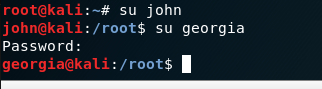 root@kali:~# su john
john@kali:/root$ su georgia
Password:
georgia@kali:/root$